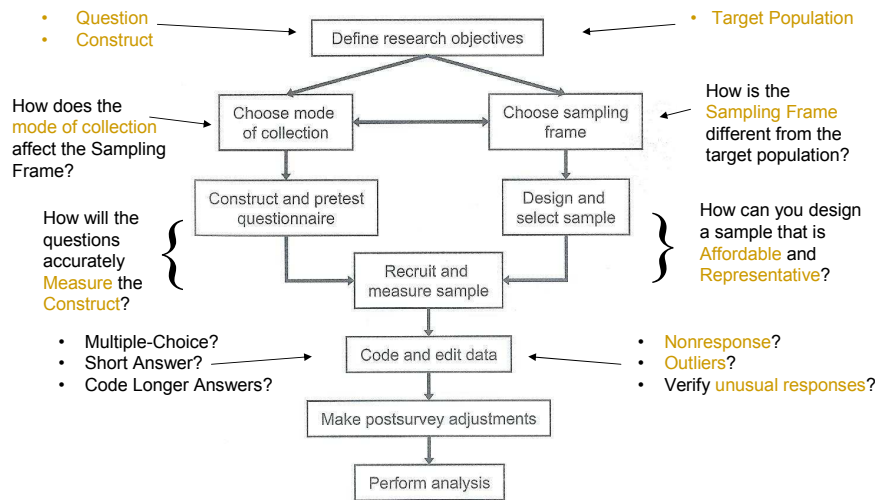 • Question
• Construct
• Target Population
Define research objectives
How does the
mode of collection
affect the Sampling
Frame?
Choose mode
of collection
Choose sampling
frame
How is the
Sampling Frame
different from the
target population?
Construct and pretest
questionnaire
Design and
select sample
How will the
questions
accurately
Measure the
Construct?
How can you design
a sample that is
Affordable and
Representative?
Recruit and
measure sample
• Multiple-Choice?
• Short Answer?
• Code Longer Answers?
Code and edit data
• Nonresponse?
• Outliers?
• Verify unusual responses?
Make postsurvey adjustments
Perform analysis